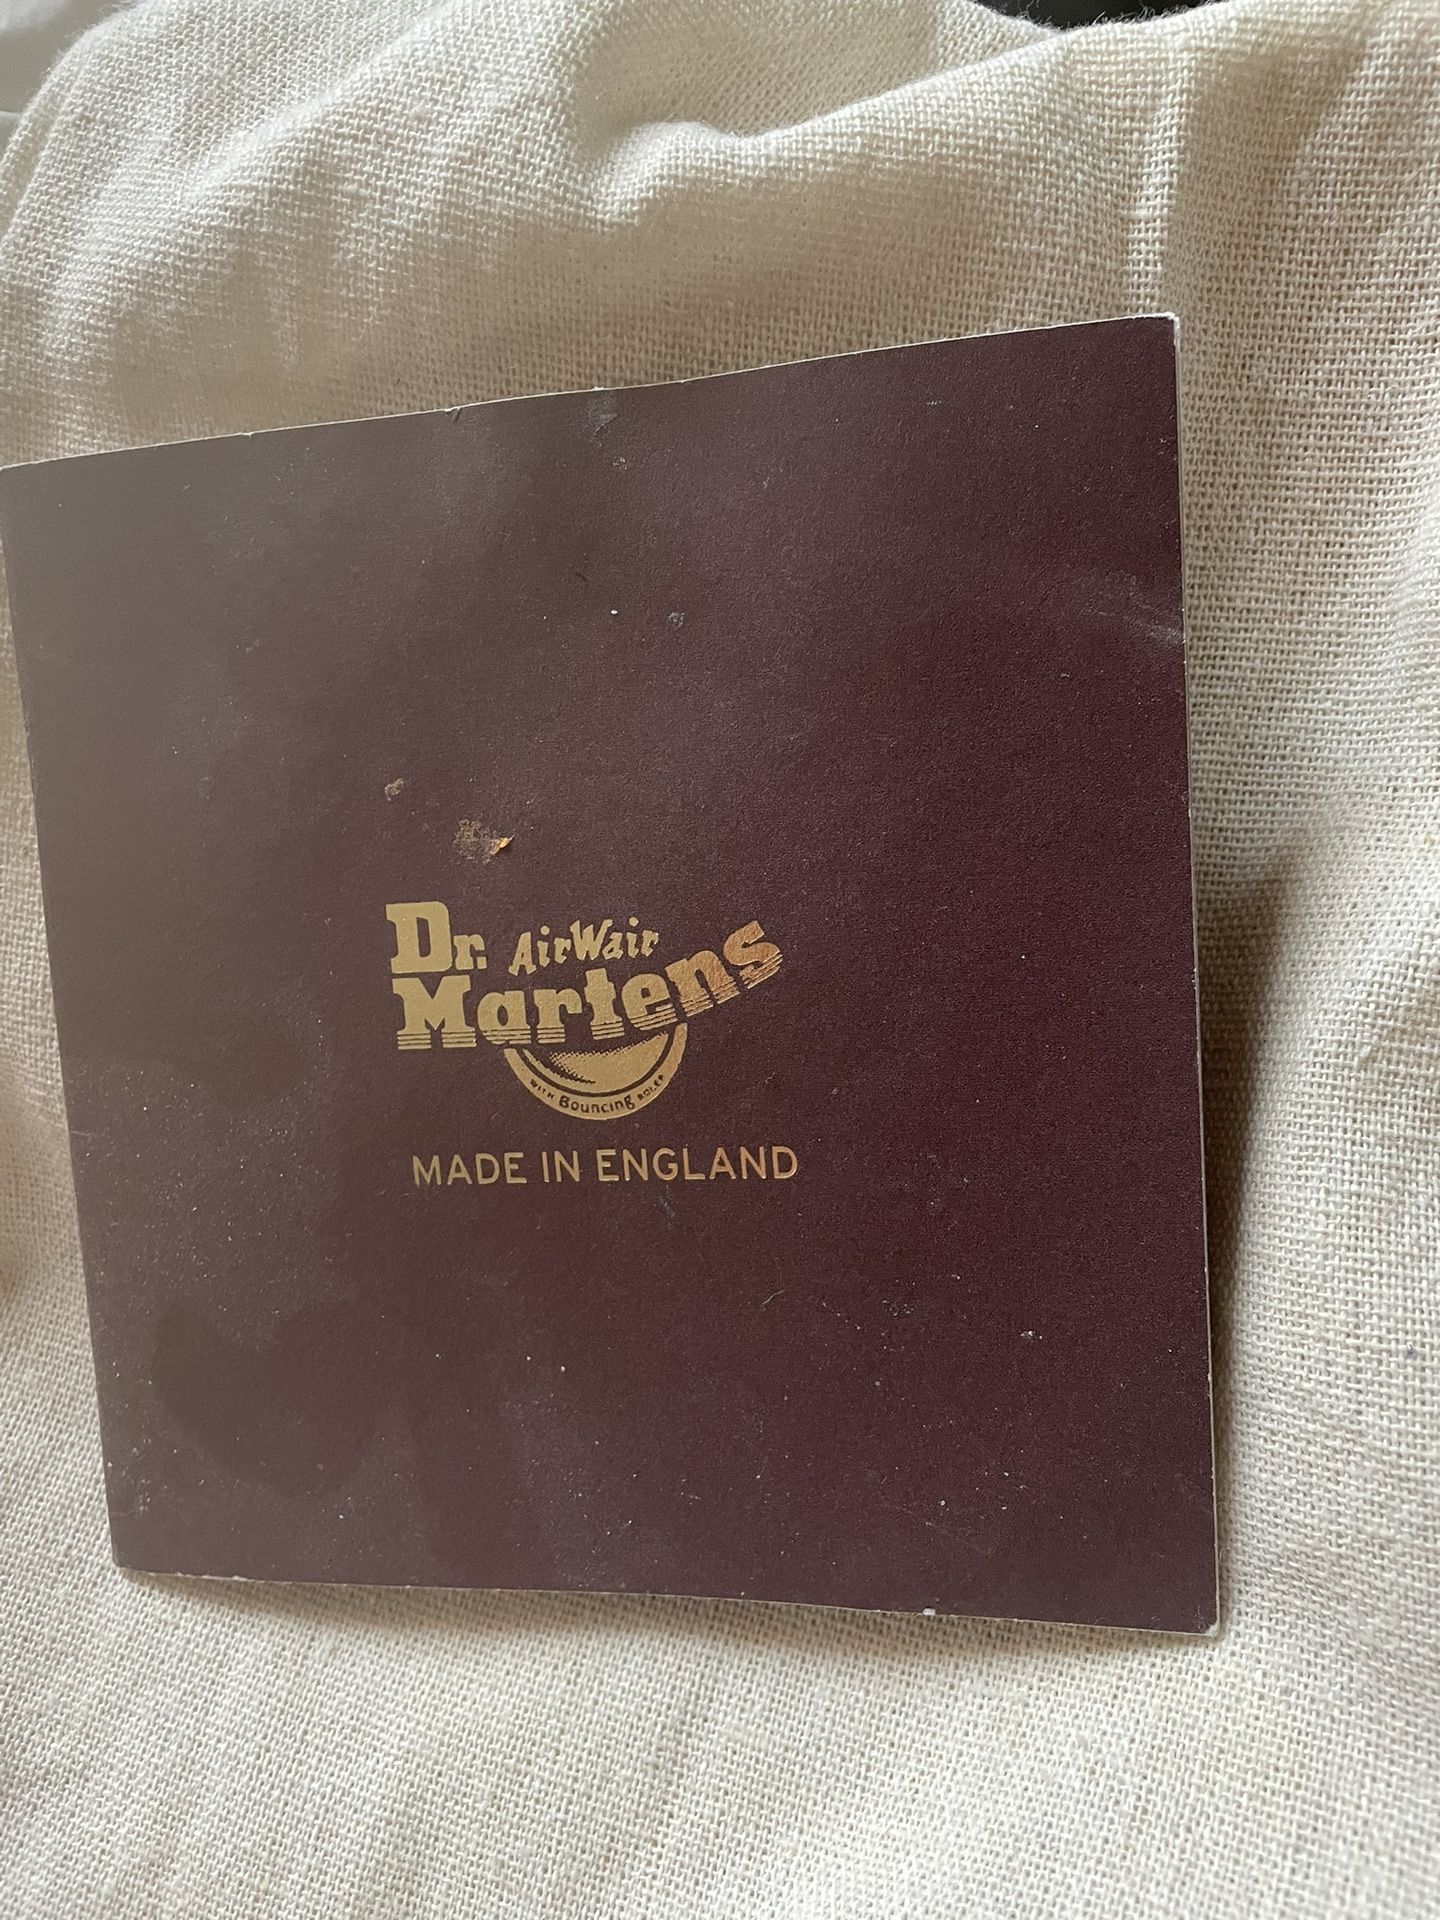 Dr. AirWair
Martens
WITH Bouncing SOLES
MADE IN ENGLAND